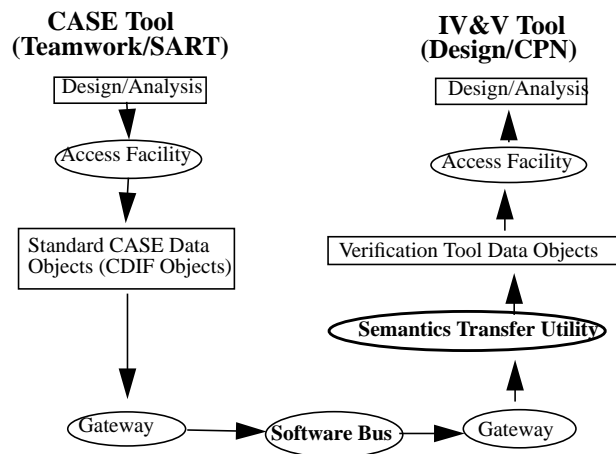 CASE Tool
(Teamwork/SART)
Design/Analysis
Access Facility
Standard CASE Data
Objects (CDIF Objects)
Gateway
Software Bus
IV&V Tool
(Design/CPN)
Design/Analysis
Access Facility
Verification Tool Data Objects
Semantics Transfer Utility
Gateway